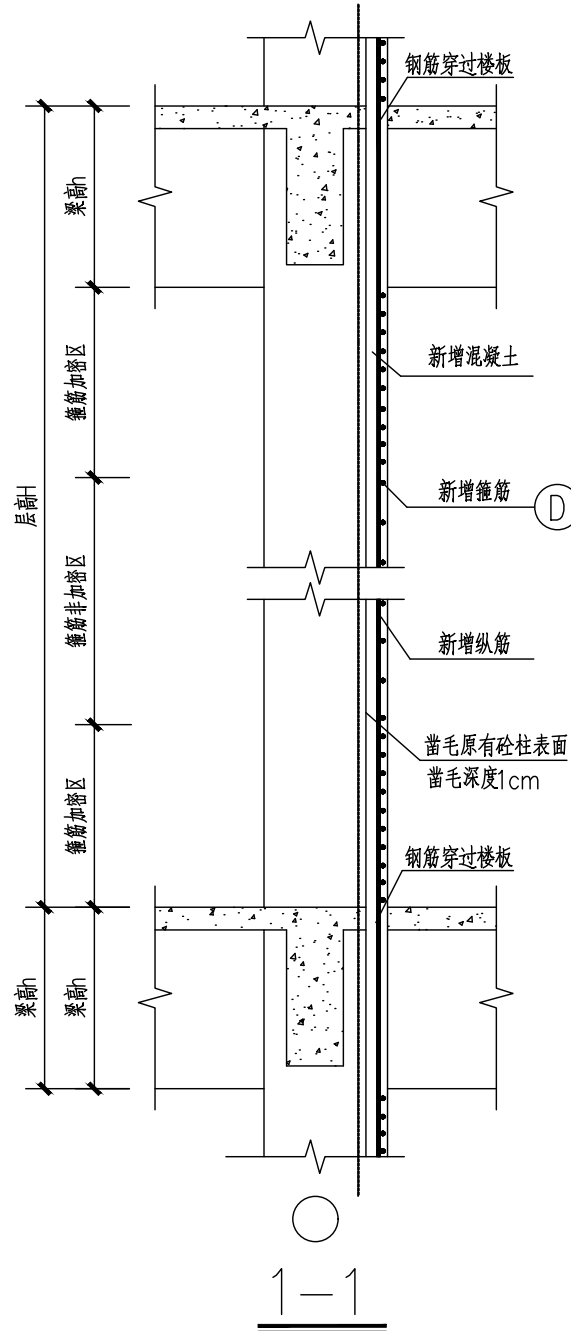 钢筋穿过楼板
梁高h
箍筋加密区
新增混凝土
层高H
新增箍筋
D
箍筋非加密区
新增纵筋
凿毛原有砼柱表面
凿毛深度1cm
箍筋加密区
钢筋穿过楼板
梁高h
梁高h
1-1